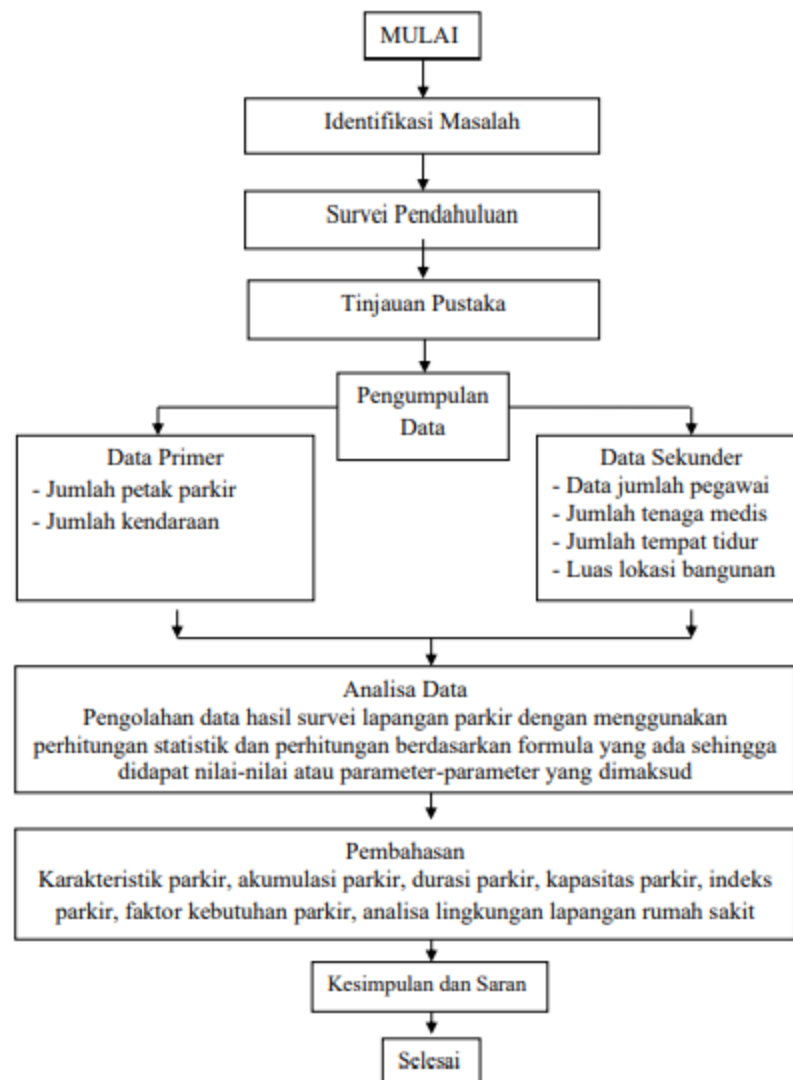 MULAI
Identifikasi Masalah
Survei Pendahuluan
Tinjauan Pustaka
Pengumpulan
Data
Data Primer
- Jumlah petak parkir
- Jumlah kendaraan
Data Sekunder
- Data jumlah pegawai
- Jumlah tenaga medis
- Jumlah tempat tidur
- Luas lokasi bangunan
Analisa Data
Pengolahan data hasil survei lapangan parkir dengan menggunakan
perhitungan statistik dan perhitungan berdasarkan formula yang ada sehingga
didapat nilai-nilai atau parameter-parameter yang dimaksud
Pembahasan
Karakteristik parkir, akumulasi parkir, durasi parkir, kapasitas parkir, indeks
parkir, faktor kebutuhan parkir, analisa lingkungan lapangan rumah sakit
Kesimpulan dan Saran
Selesai